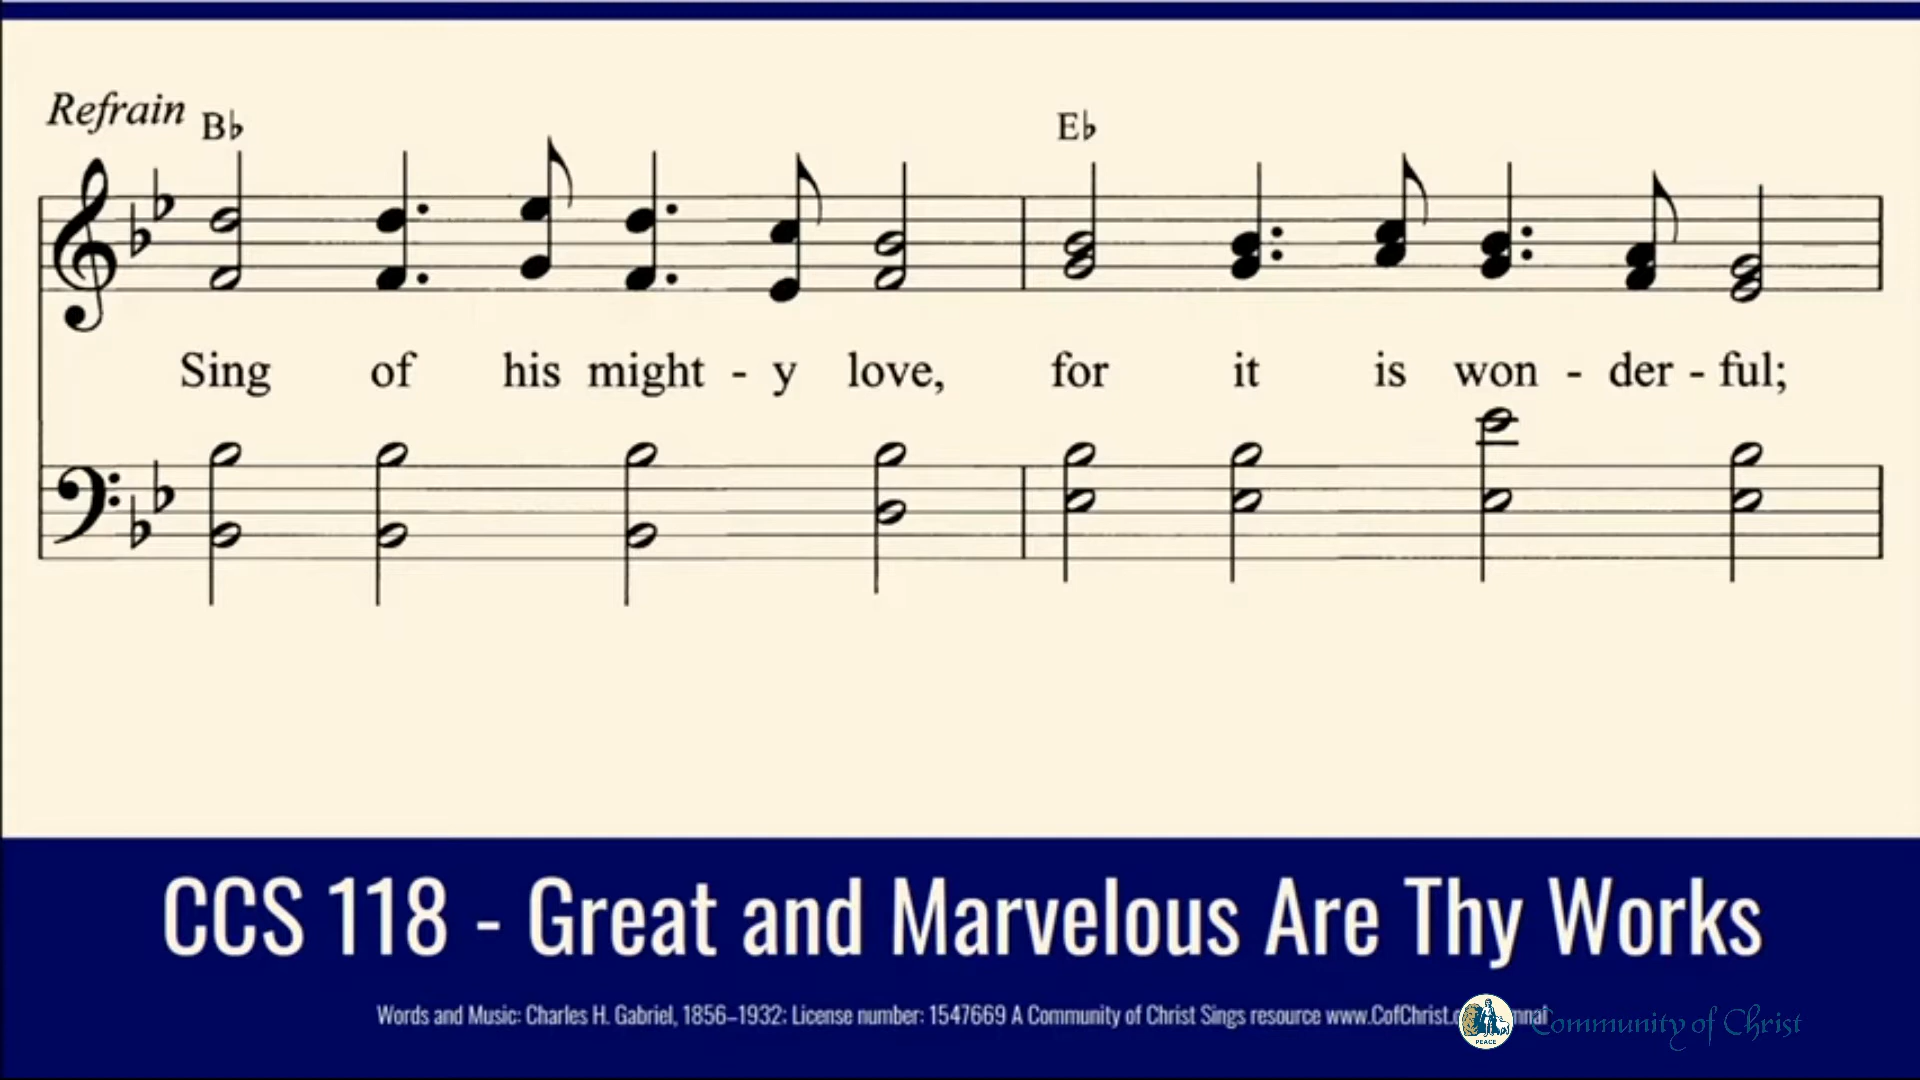 Refrain B♭ E♭
Sing of his might - y love, for it is won - der - ful;
CCS 118 - Great and Marvelous Are Thy Works
Words and Music: Charles H. Gabriel, 1856–1932; License number: 1547669 A Community of Christ Sings resource
PEACE
Community of Christ